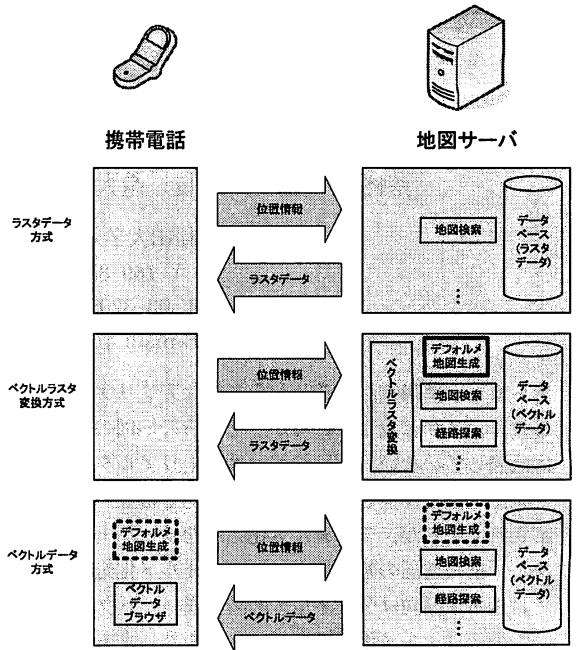 携帯電話
地図サーバ
ラスタデータ
方式
位置情報
ラスタデータ
地図検索
⋮
データ
ベース
(ラスタ
データ)
ベクトルラスタ
変換方式
位置情報
ラスタデータ
ベクトルラスタ変換
デフォルメ
地図生成
地図検索
経路探索
⋮
データ
ベース
(ベクトル
データ)
ベクトルデータ
方式
デフォルメ
地図生成
ベクトル
データ
ブラウザ
位置情報
ベクトルデータ
デフォルメ
地図生成
地図検索
経路探索
⋮
データ
ベース
(ベクトル
データ)